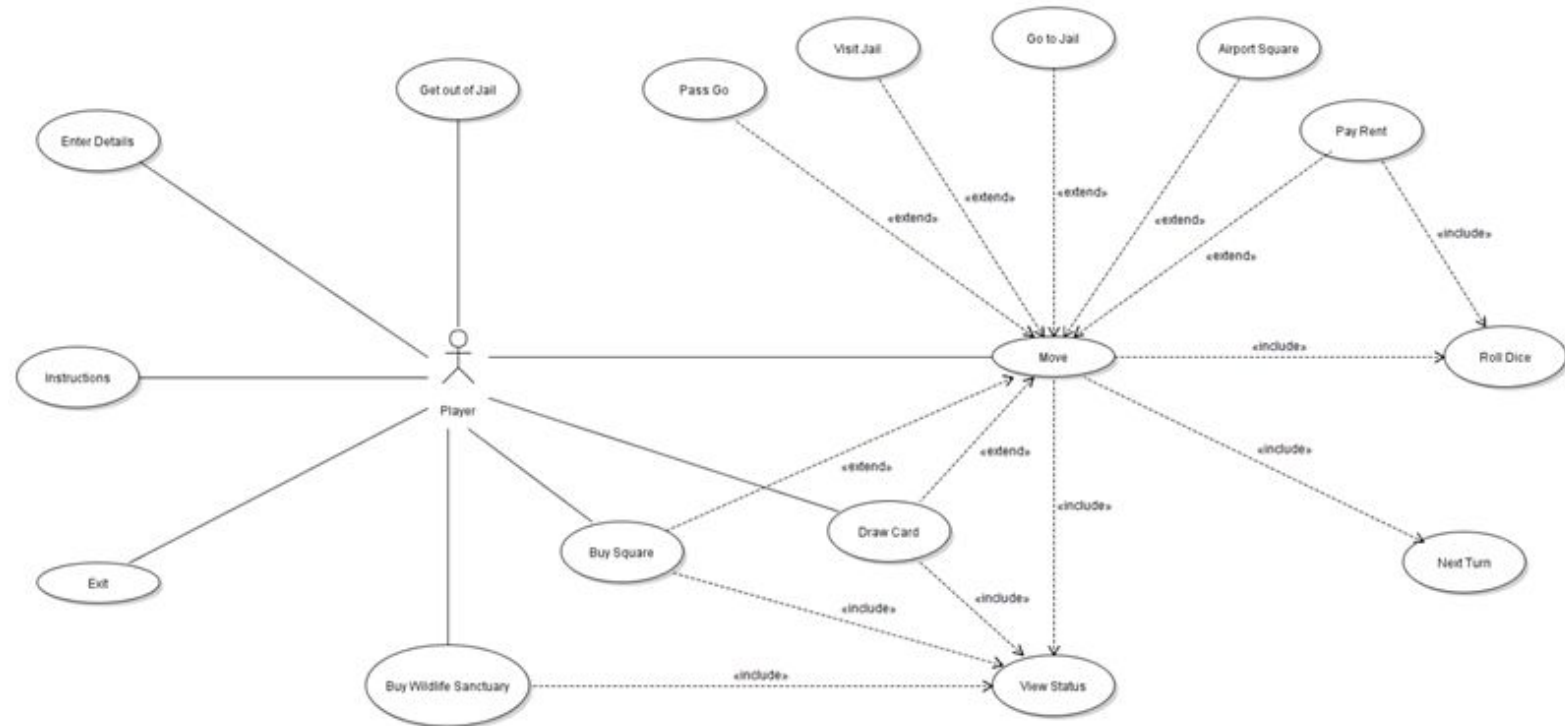 Go to Jail
Visit Jail
Airport Square
Get out of Jail
Pass Go
Enter Details
Pay Rent
«extend»
«extend»
«extend»
«extend»
«extend»
«include»
Instructions
Player
Move
«include»
Roll Dice
«extend»
«extend»
«include»
«include»
Buy Square
Draw Card
Exit
Next Turn
«include»
«include»
Buy Wildlife Sanctuary
«include»
View Status